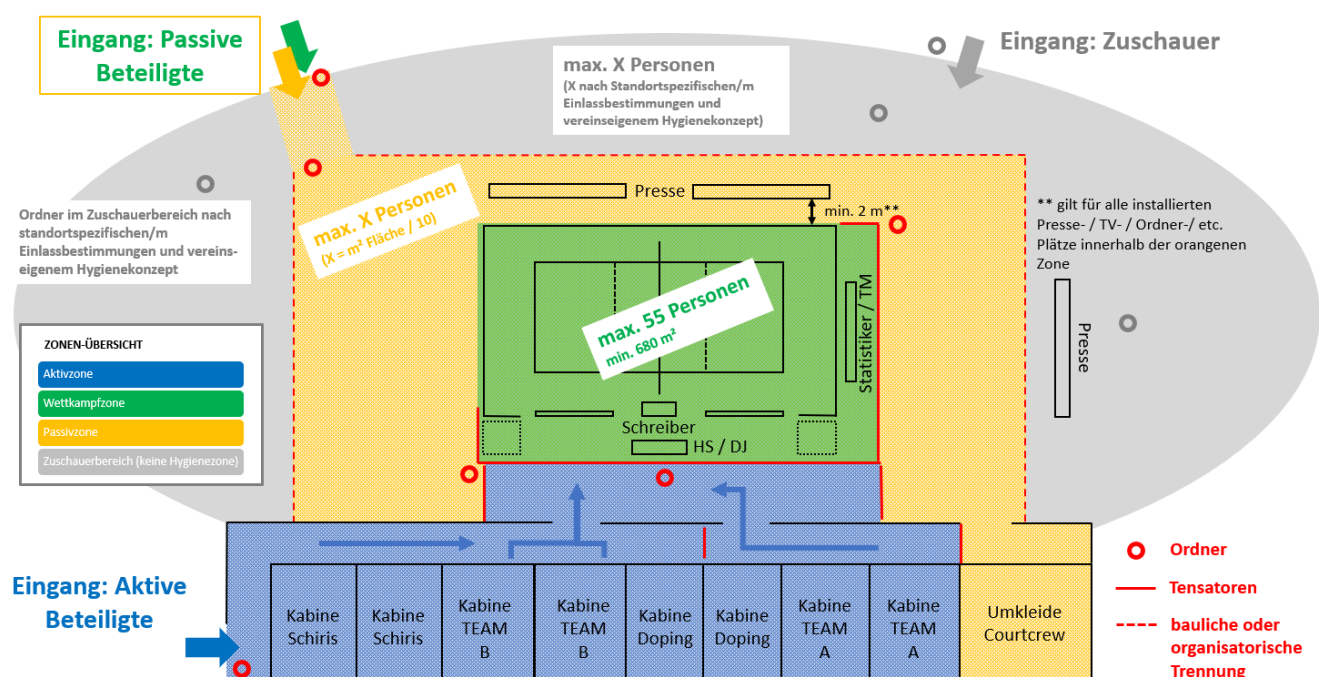 Eingang: Passive
Beteiligte
Eingang: Zuschauer
max. X Personen
(X nach Standortspezifischen/m
Einlassbestimmungen und
vereinseigenem Hygienekonzept)
Ordner im Zuschauerbereich nach
standortspezifischen/m
Einlassbestimmungen und vereins-
eigenem Hygienekonzept
max. X Personen
(X = m² Fläche / 10)
Presse
min. 2 m**
** gilt für alle installierten
Presse- / TV- / Ordner-/ etc.
Plätze innerhalb der orangenen
Zone
Presse
max. 55 Personen
min. 680 m²
Statistiker / TM
Schreiber
HS / DJ
ZONEN-ÜBERSICHT
Aktivzone
Wettkampfzone
Passivzone
Zuschauerbereich (keine Hygienezone)
Eingang: Aktive
Beteiligte
Kabine
Schiris
Kabine
Schiris
Kabine
TEAM
B
Kabine
TEAM
B
Kabine
Doping
Kabine
Doping
Kabine
TEAM
A
Kabine
TEAM
A
Umkleide
Courtcrew
Ordner
Tensatoren
bauliche oder
organisatorische
Trennung